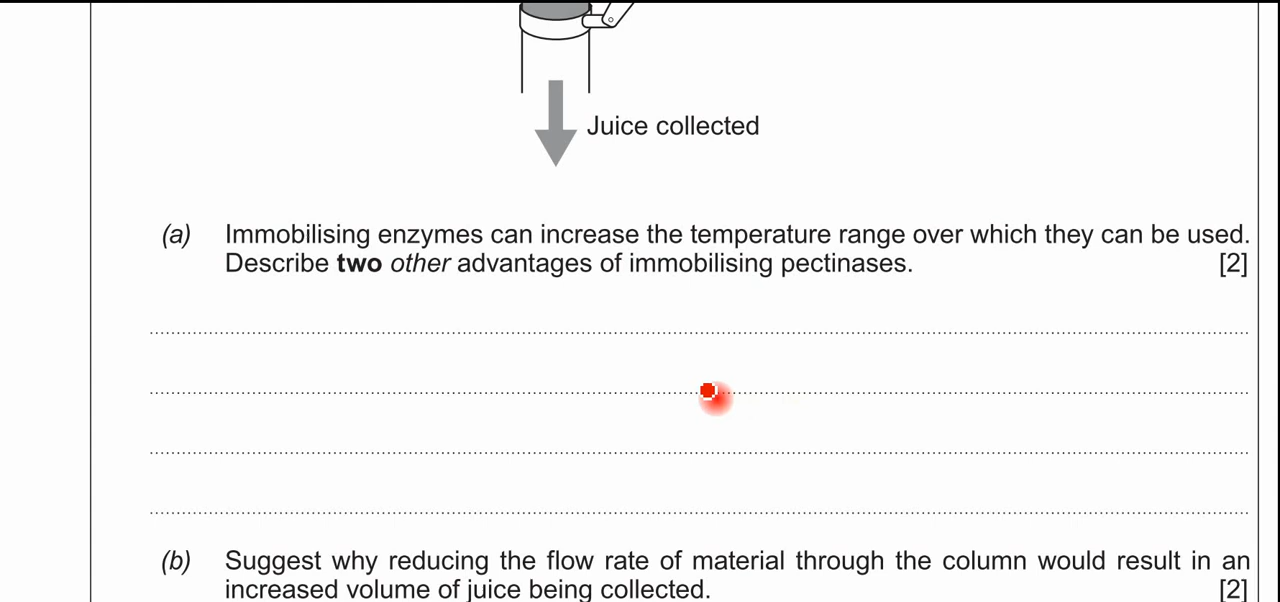 Juice collected
(a) Immobilising enzymes can increase the temperature range over which they can be used.
Describe two other advantages of immobilising pectinases. [2]
(b) Suggest why reducing the flow rate of material through the column would result in an
increased volume of juice being collected. [2]